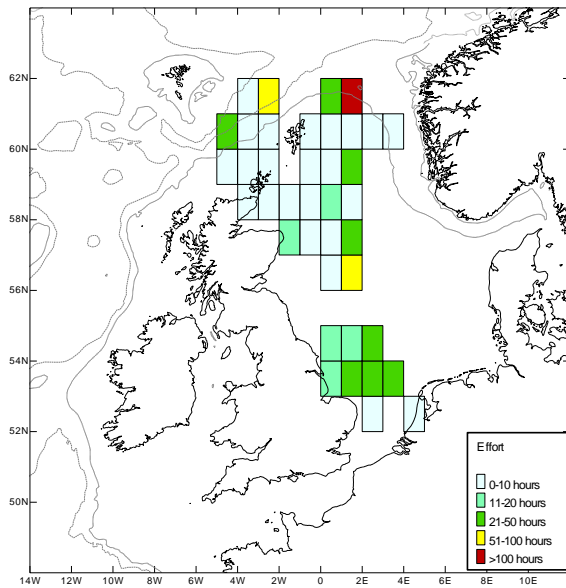 62N
60N
58N
56N
54N
52N
50N
Effort
0-10 hours
11-20 hours
21-50 hours
51-100 hours
>100 hours
14W 12W 10W 8W 6W 4W 2W 0 2E 4E 6E 8E 10E